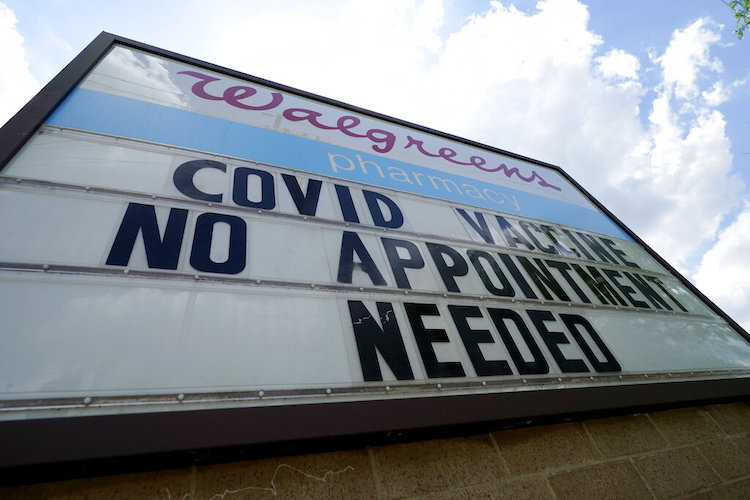 Walgreens
pharmacy
COVID VACCINE
NO APPOINTMENT
NEEDED